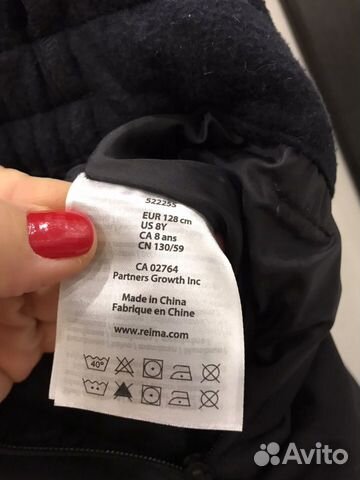 522255
EUR 128 cm
US 8Y
CA 8 ans
CN 130/59
CA 02764
Partners Growth Inc
Made in China
Fabriqué en Chine
www.reima.com
40°
Avito